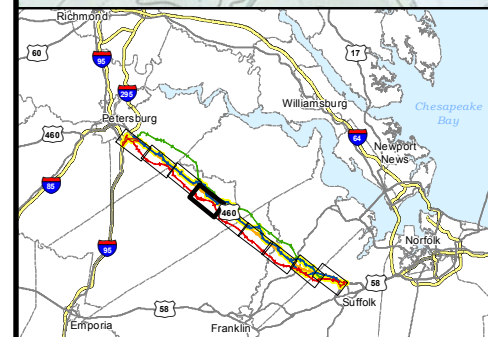 Richmond
60
95
17
295
Williamsburg
Chesapeake
Bay
Petersburg
460
64
Newport
News
85
460
95
Norfolk
58
Suffolk
58
Emporia
Franklin